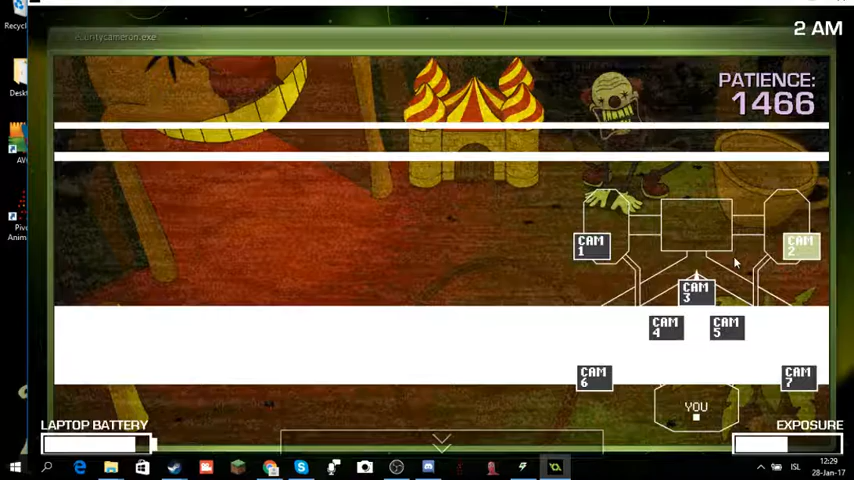 2 AM
PATIENCE:
1466
CAM
1
CAM
2
CAM
3
CAM
4
CAM
5
CAM
6
CAM
7
YOU
LAPTOP BATTERY
EXPOSURE
ISL
12:29
28-Jan-17